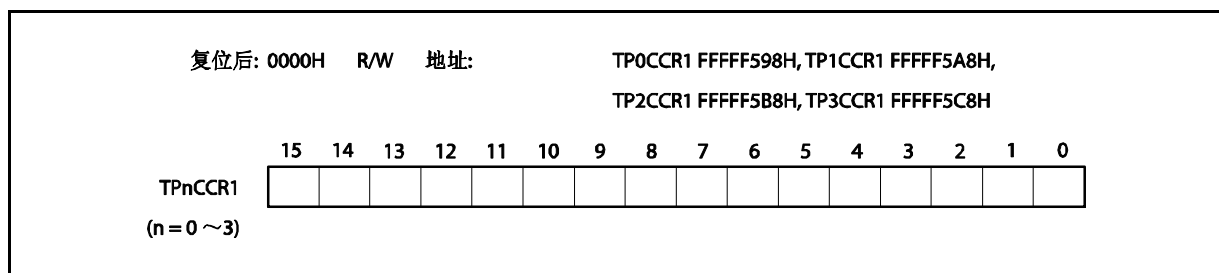 复位后: 0000H R/W 地址: TP0CCR1 FFFFF598H, TP1CCR1 FFFFF5A8H,
TP2CCR1 FFFFF5B8H, TP3CCR1 FFFFF5C8H
15 14 13 12 11 10 9 8 7 6 5 4 3 2 1 0
TPnCCR1
(n = 0 ～3)